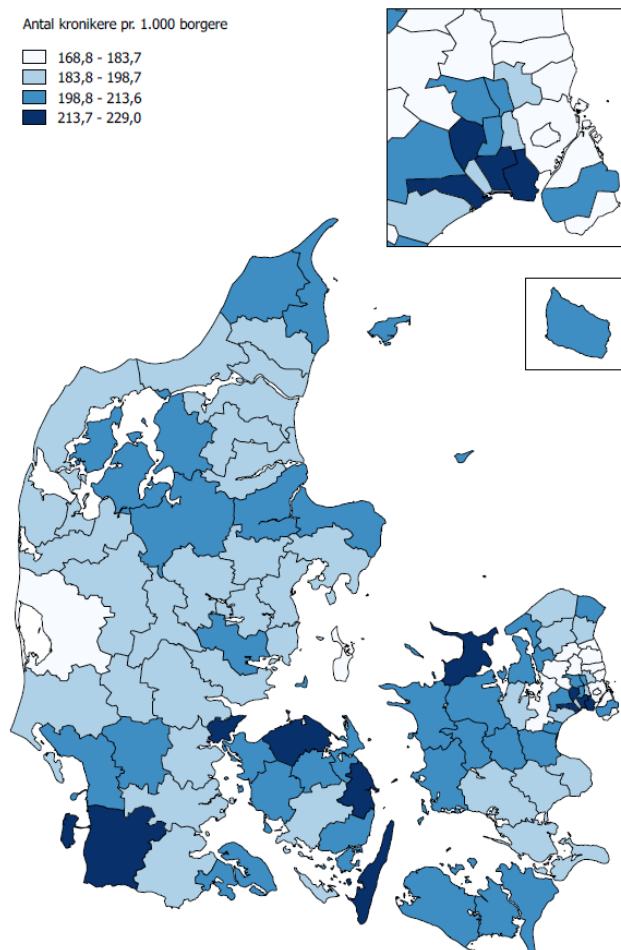 Antal kronikere pr. 1.000 borgere
168,8 - 183,7
183,8 - 198,7
198,8 - 213,6
213,7 - 229,0